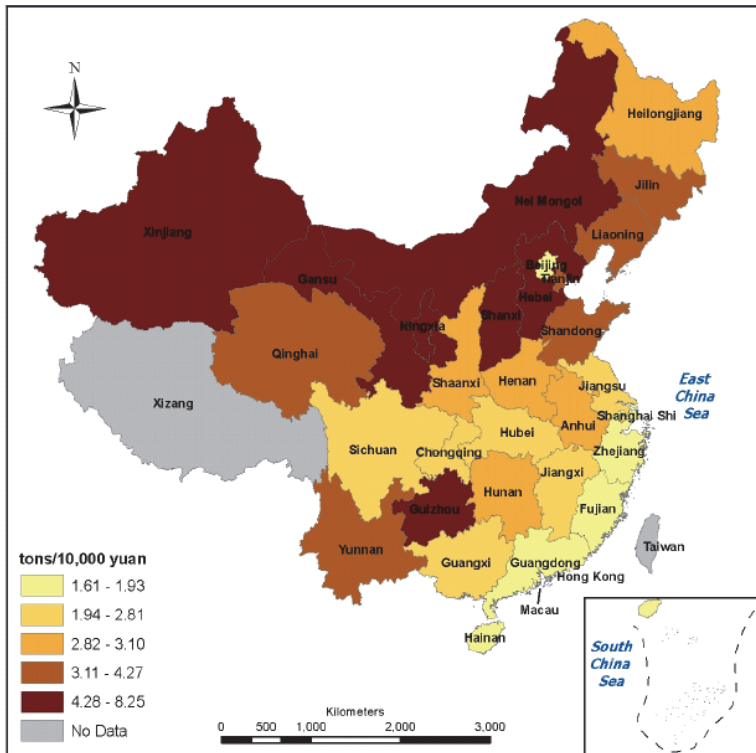 N
Heilongjiang
Jilin
Nei Mongol
Liaoning
Xinjiang
Beijing
Tianjin
Gansu
Hebei
Ningxia
Shanxi
Shandong
Qinghai
Shaanxi
Henan
Jiangsu
East
China
Sea
Xizang
Shanghai Shi
Anhui
Hubei
Zhejiang
Sichuan
Chongqing
Jiangxi
Hunan
Guizhou
Fujian
Taiwan
Yunnan
Guangxi
Guangdong
Hong Kong
Macau
Hainan
tons/10,000 yuan
1.61 - 1.93
1.94 - 2.81
2.82 - 3.10
3.11 - 4.27
4.28 - 8.25
No Data
Kilometers
0 500 1,000 2,000 3,000
South
China
Sea